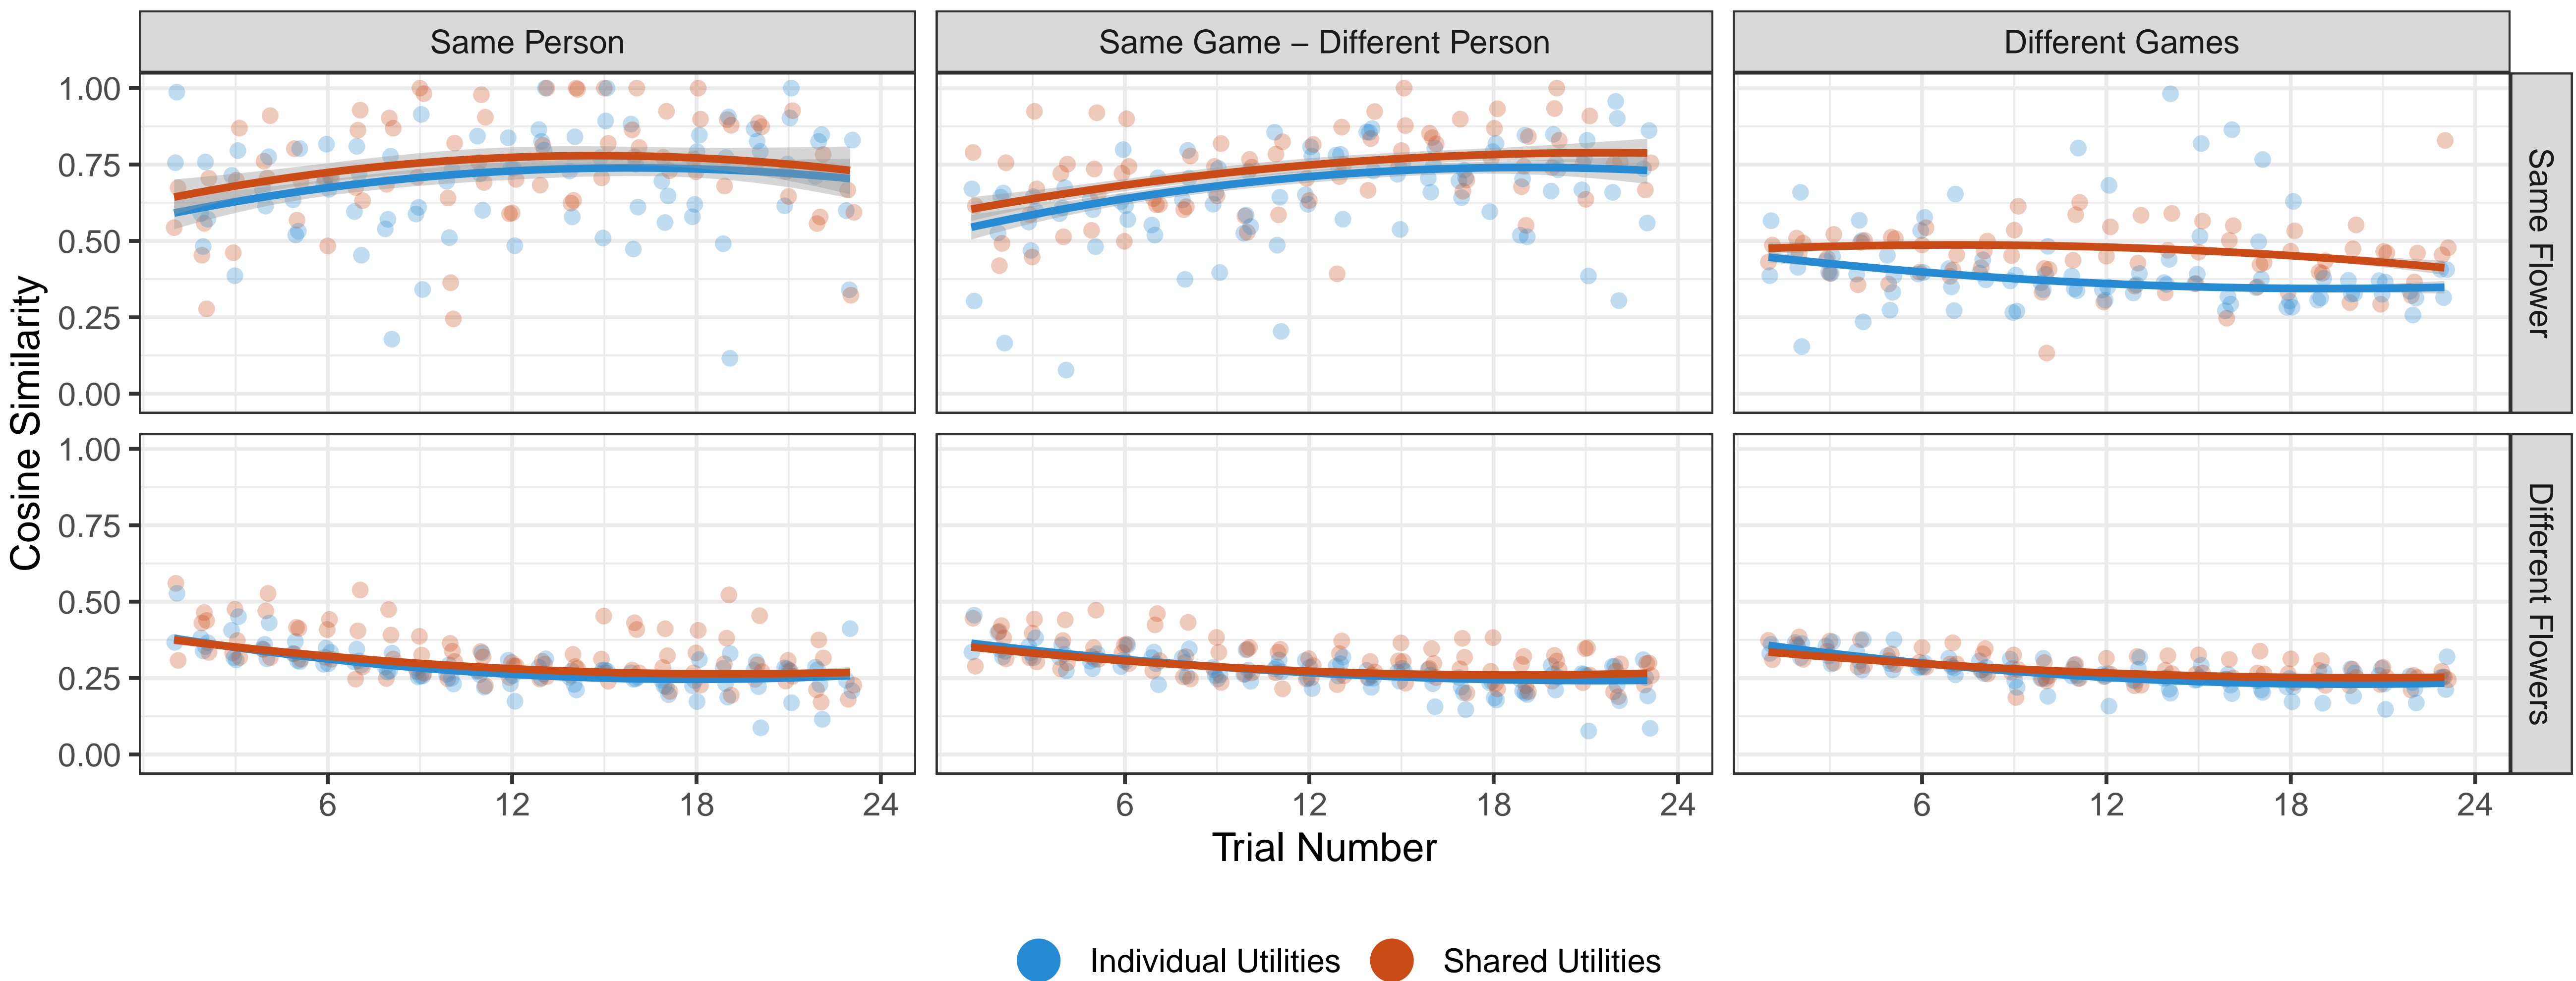 Same Person
Same Game – Different Person
Different Games
1.00
0.75
0.50
0.25
0.00
Same Flower
Cosine Similarity
1.00
0.75
0.50
0.25
0.00
Different Flowers
6 12 18 24
6 12 18 24
6 12 18 24
Trial Number
Individual Utilities
Shared Utilities